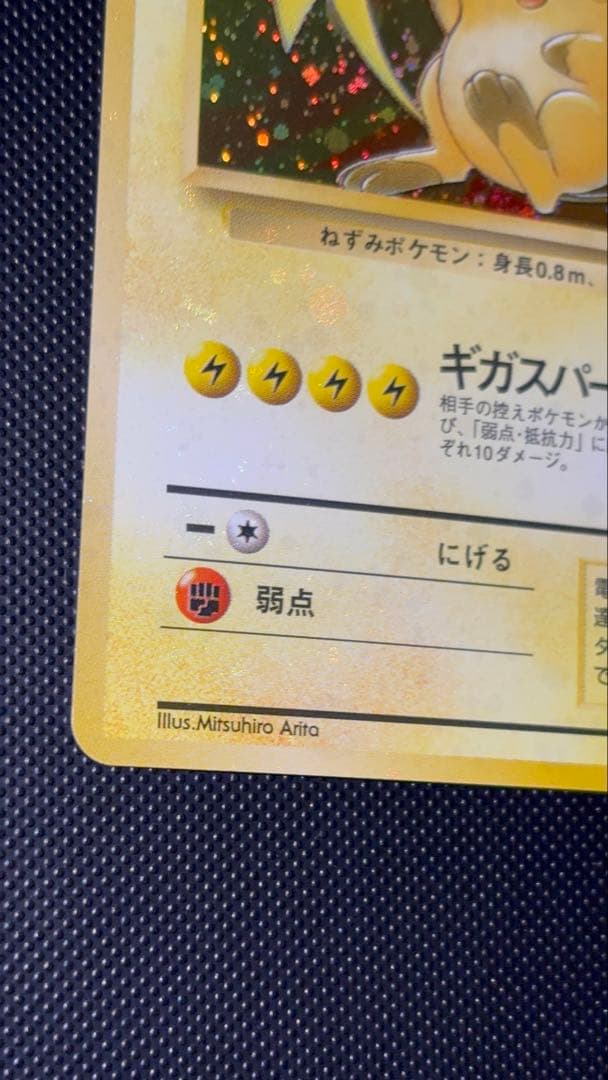 ねずみポケモン：身長0.8m、
ギガスパー
相手の控えポケモンか
び、「弱点・抵抗力」に
ぞれ10ダメージ。
にげる
弱点
電
で
Illus.Mitsuhiro Arita